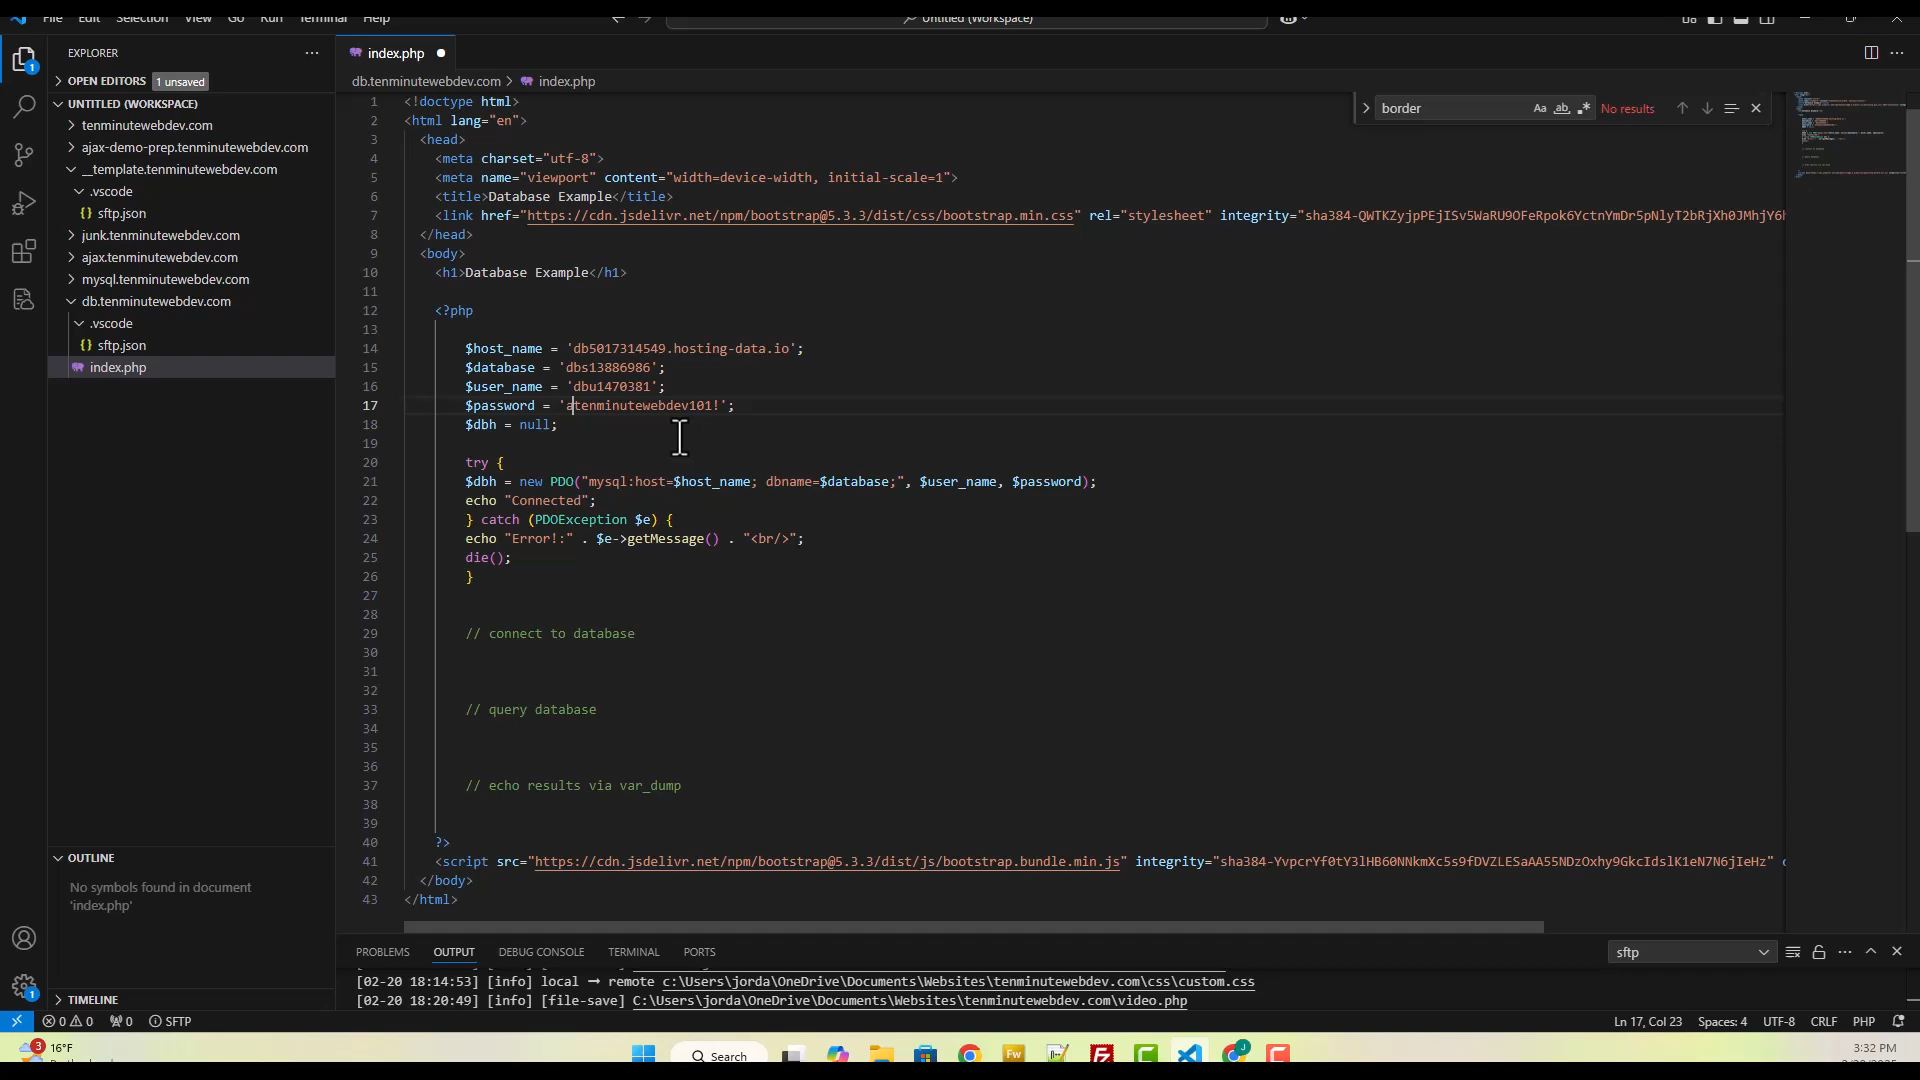 File Edit Selection View Go Run Terminal Help
Untitled (Workspace)
EXPLORER
OPEN EDITORS 1 unsaved
UNTITLED (WORKSPACE)
tenminutewebdev.com
ajax-demo-prep.tenminutewebdev.com
__template.tenminutewebdev.com
.vscode
{} sftp.json
junk.tenminutewebdev.com
ajax.tenminutewebdev.com
mysql.tenminutewebdev.com
db.tenminutewebdev.com
.vscode
{} sftp.json
index.php
OUTLINE
No symbols found in document
'index.php'
TIMELINE
index.php
db.tenminutewebdev.com > index.php
border Aa ab .* No results
1 <!doctype html>
2 <html lang="en">
3 <head>
4 <meta charset="utf-8">
5 <meta name="viewport" content="width=device-width, initial-scale=1">
6 <title>Database Example</title>
7 <link href="https://cdn.jsdelivr.net/npm/bootstrap@5.3.3/dist/css/bootstrap.min.css" rel="stylesheet" integrity="sha384-QWTKZyjpPEjISv5WaRU9OFeRpok6YctnYmDr5pNlyT2bRjXh0JMhjY6h
8 </head>
9 <body>
10 <h1>Database Example</h1>
11
12 <?php
13
14 $host_name = 'db5017314549.hosting-data.io';
15 $database = 'dbs13886986';
16 $user_name = 'dbu1470381';
17 $password = 'atenminutewebdev101!';
18 $dbh = null;
19
20 try {
21 $dbh = new PDO("mysql:host=$host_name; dbname=$database;", $user_name, $password);
22 echo "Connected";
23 } catch (PDOException $e) {
24 echo "Error!:" . $e->getMessage() . "<br/>";
25 die();
26 }
27
28
29 // connect to database
30
31
32
33 // query database
34
35
36
37 // echo results via var_dump
38
39
40 ?>
41 <script src="https://cdn.jsdelivr.net/npm/bootstrap@5.3.3/dist/js/bootstrap.bundle.min.js" integrity="sha384-YvpcrYf0tY3lHB60NNkmXc5s9fDVZLESaAA55NDzOxhy9GkcIdslK1eN7N6jIeHz" c
42 </body>
43 </html>
PROBLEMS OUTPUT DEBUG CONSOLE TERMINAL PORTS
sftp
[02-20 18:14:53] [info] local → remote c:\Users\jorda\OneDrive\Documents\Websites\tenminutewebdev.com\css\custom.css
[02-20 18:20:49] [info] [file-save] C:\Users\jorda\OneDrive\Documents\Websites\tenminutewebdev.com\video.php
0 0 0 SFTP
Ln 17, Col 23 Spaces: 4 UTF-8 CRLF PHP
3 16°F
Search
Fw
3:32 PM